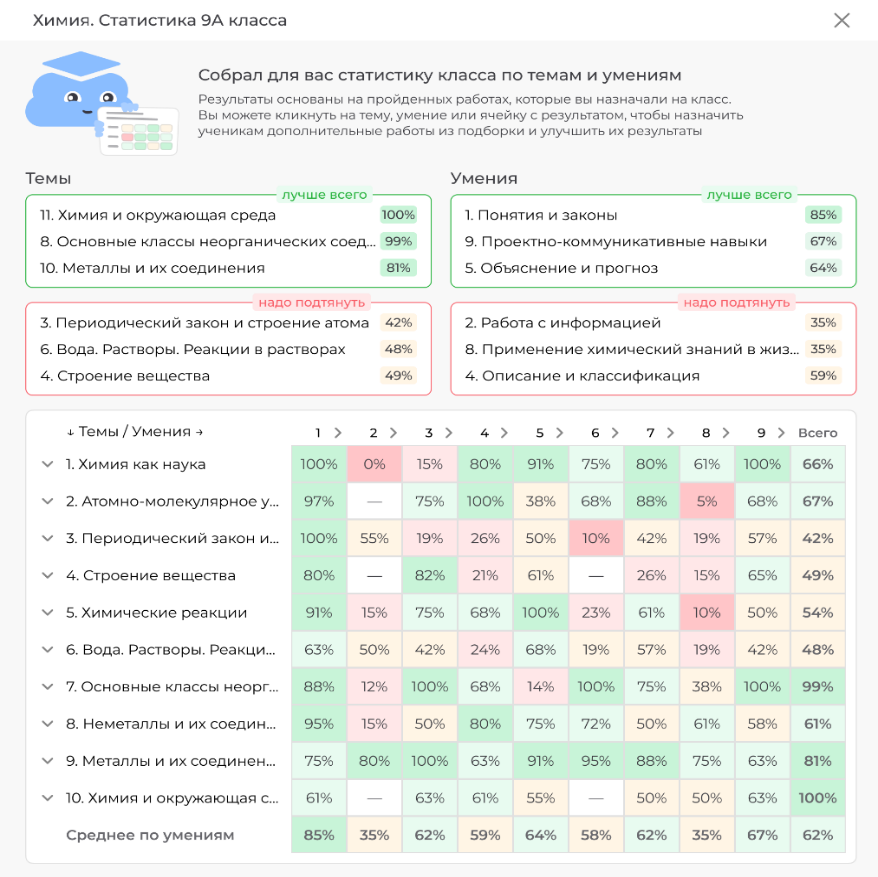 Химия. Статистика 9А класса
Собрал для вас статистику класса по темам и умениям
Результаты основаны на пройденных работах, которые вы назначали на класс.
Вы можете кликнуть на тему, умение или ячейку с результатом, чтобы назначить
ученикам дополнительные работы из подборки и улучшить их результаты
Темы
лучше всего
11. Химия и окружающая среда 100%
8. Основные классы неорганических соед... 99%
10. Металлы и их соединения 81%
надо подтянуть
3. Периодический закон и строение атома 42%
6. Вода. Растворы. Реакции в растворах 48%
4. Строение вещества 49%
Умения
лучше всего
1. Понятия и законы 85%
9. Проектно-коммуникативные навыки 67%
5. Объяснение и прогноз 64%
надо подтянуть
2. Работа с информацией 35%
8. Применение химический знаний в жиз... 35%
4. Описание и классификация 59%
↓ Темы / Умения → 1 2 3 4 5 6 7 8 9 Всего
1. Химия как наука 100% 0% 15% 80% 91% 75% 80% 61% 100% 66%
2. Атомно-молекулярное у... 97% — 75% 100% 38% 68% 88% 5% 68% 67%
3. Периодический закон и... 100% 55% 19% 26% 50% 10% 42% 19% 57% 42%
4. Строение вещества 80% — 82% 21% 61% — 26% 15% 65% 49%
5. Химические реакции 91% 15% 75% 68% 100% 23% 61% 10% 50% 54%
6. Вода. Растворы. Реакци... 63% 50% 42% 24% 68% 19% 57% 19% 42% 48%
7. Основные классы неорг... 88% 12% 100% 68% 14% 100% 75% 38% 100% 99%
8. Неметаллы и их соедин... 95% 15% 50% 80% 75% 72% 50% 61% 58% 61%
9. Металлы и их соединен... 75% 80% 100% 63% 91% 95% 88% 75% 63% 81%
10. Химия и окружающая с... 61% — 63% 61% 55% — 50% 50% 63% 100%
Среднее по умениям 85% 35% 62% 59% 64% 58% 62% 35% 67% 62%